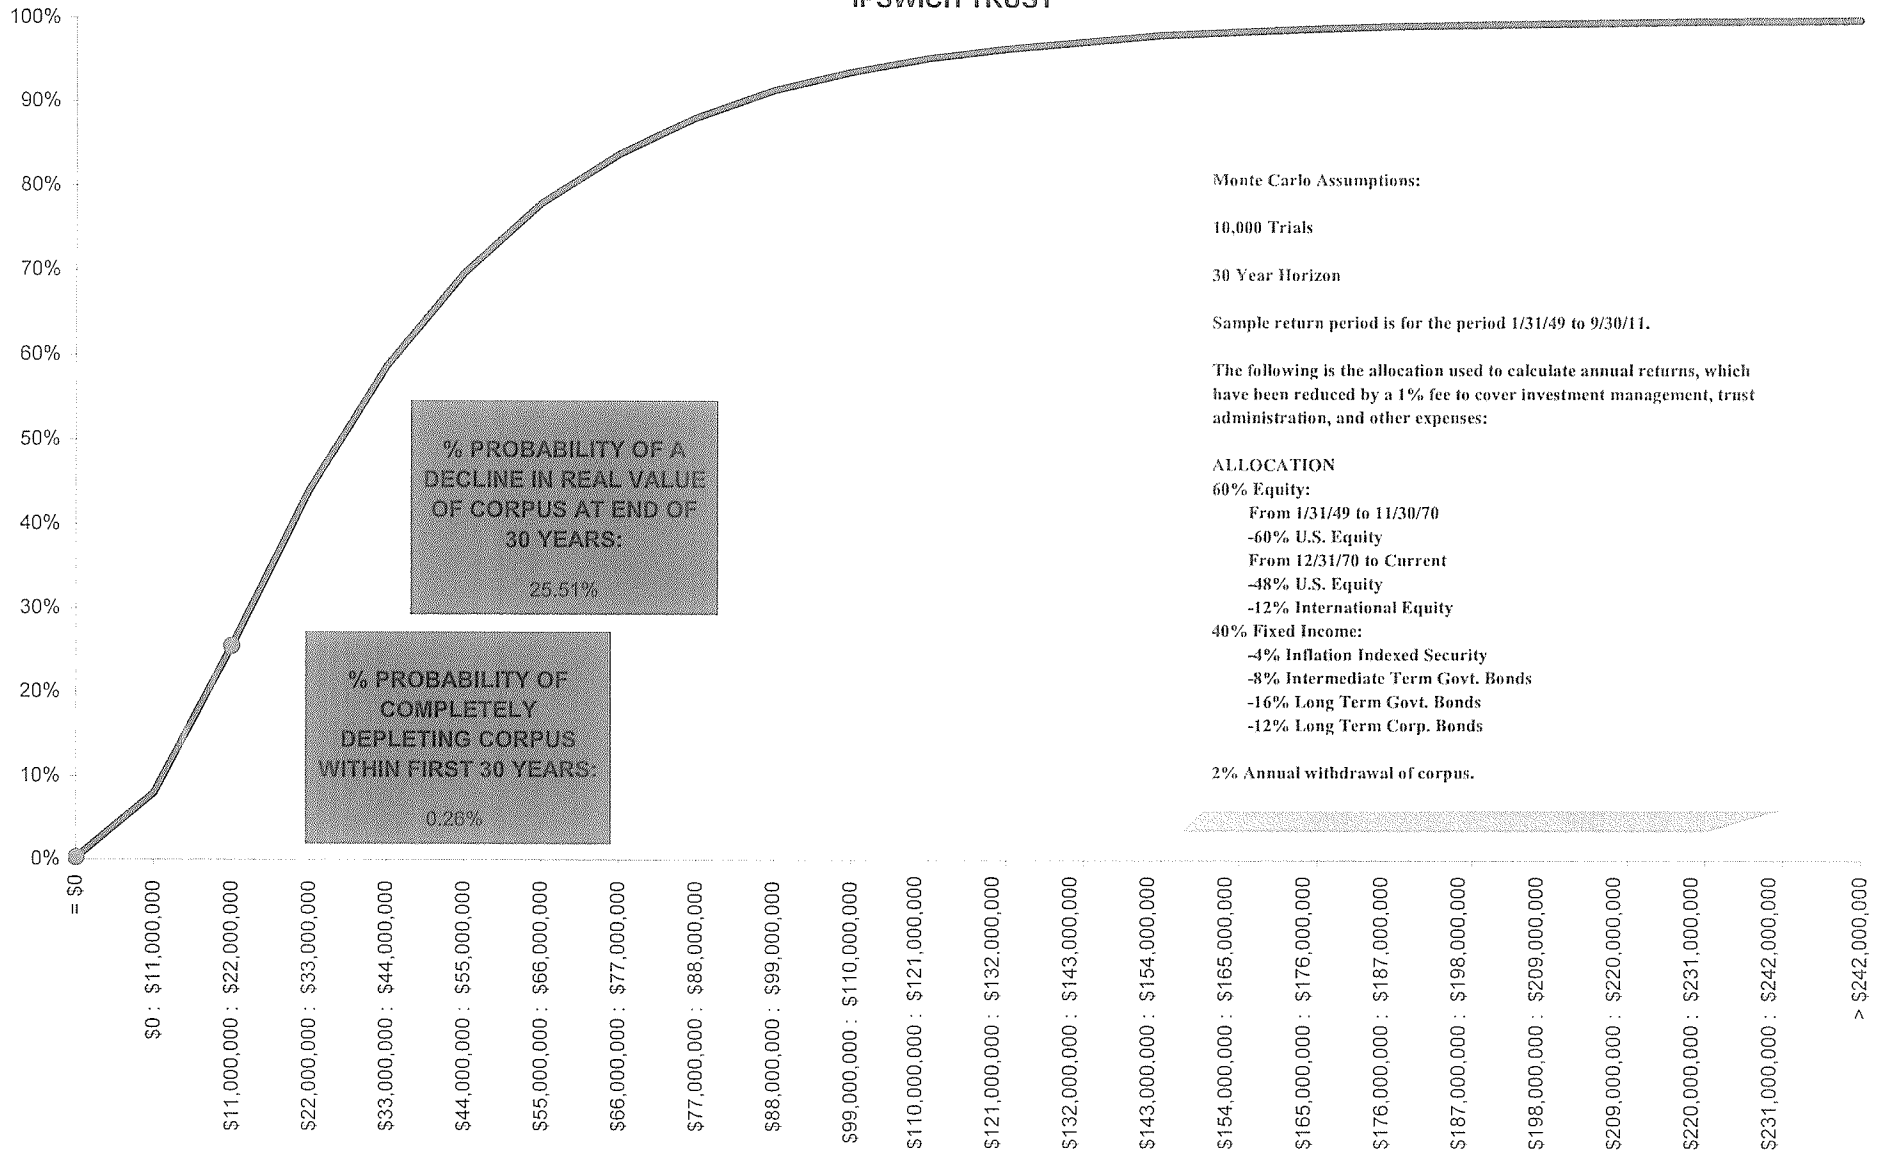 IPSWICH TRUST
100%
90%
80%
70%
60%
50%
40%
30%
20%
10%
0%
% PROBABILITY OF A
DECLINE IN REAL VALUE
OF CORPUS AT END OF
30 YEARS:
25.51%
% PROBABILITY OF
COMPLETELY
DEPLETING CORPUS
WITHIN FIRST 30 YEARS:
0.26%
Monte Carlo Assumptions:
10,000 Trials
30 Year Horizon
Sample return period is for the period 1/31/49 to 9/30/11.
The following is the allocation used to calculate annual returns, which
have been reduced by a 1% fee to cover investment management, trust
administration, and other expenses:
ALLOCATION
60% Equity:
From 1/31/49 to 11/30/70
-60% U.S. Equity
From 12/31/70 to Current
-48% U.S. Equity
-12% International Equity
40% Fixed Income:
-4% Inflation Indexed Security
-8% Intermediate Term Govt. Bonds
-16% Long Term Govt. Bonds
-12% Long Term Corp. Bonds
2% Annual withdrawal of corpus.
= $0
$0 : $11,000,000
$11,000,000 : $22,000,000
$22,000,000 : $33,000,000
$33,000,000 : $44,000,000
$44,000,000 : $55,000,000
$55,000,000 : $66,000,000
$66,000,000 : $77,000,000
$77,000,000 : $88,000,000
$88,000,000 : $99,000,000
$99,000,000 : $110,000,000
$110,000,000 : $121,000,000
$121,000,000 : $132,000,000
$132,000,000 : $143,000,000
$143,000,000 : $154,000,000
$154,000,000 : $165,000,000
$165,000,000 : $176,000,000
$176,000,000 : $187,000,000
$187,000,000 : $198,000,000
$198,000,000 : $209,000,000
$209,000,000 : $220,000,000
$220,000,000 : $231,000,000
$231,000,000 : $242,000,000
> $242,000,000